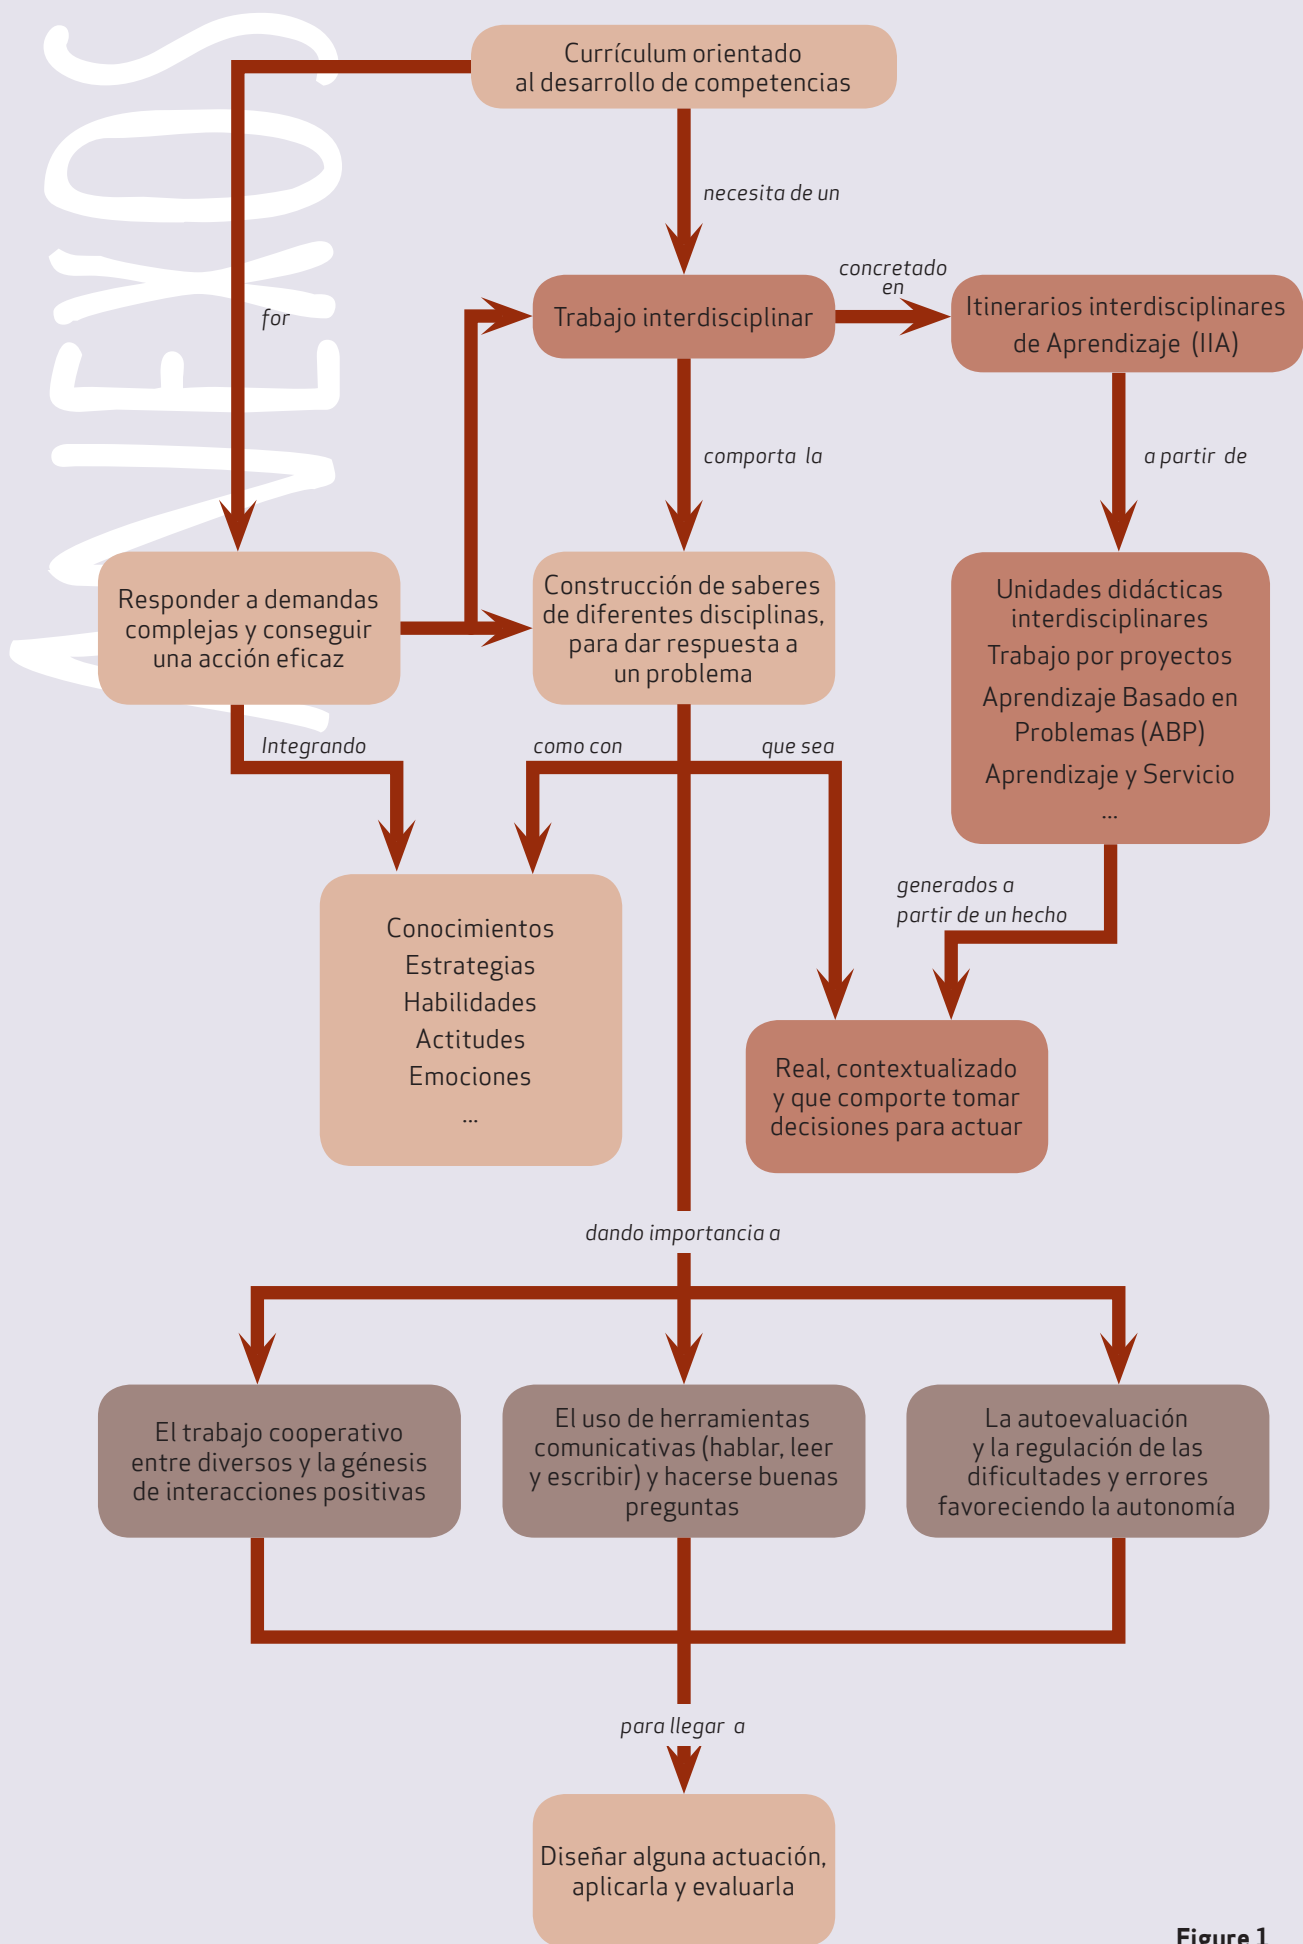 ANEXOS
Currículum orientado
al desarrollo de competencias
necesita de un
for
Trabajo interdisciplinar
concretado
en
Itinerarios interdisciplinares
de Aprendizaje (IIA)
comporta la
a partir de
Responder a demandas
complejas y conseguir
una acción eficaz
Construcción de saberes
de diferentes disciplinas,
para dar respuesta a
un problema
Unidades didácticas
interdisciplinares
Trabajo por proyectos
Aprendizaje Basado en
Problemas (ABP)
Aprendizaje y Servicio
...
Integrando
como con
que sea
generados a
partir de un hecho
Conocimientos
Estrategias
Habilidades
Actitudes
Emociones
...
Real, contextualizado
y que comporte tomar
decisiones para actuar
dando importancia a
El trabajo cooperativo
entre diversos y la génesis
de interacciones positivas
El uso de herramientas
comunicativas (hablar, leer
y escribir) y hacerse buenas
preguntas
La autoevaluación
y la regulación de las
dificultades y errores
favoreciendo la autonomía
para llegar a
Diseñar alguna actuación,
aplicarla y evaluarla
Figure 1